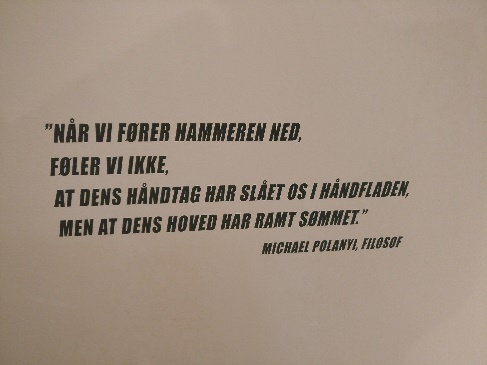 "NÅR VI FØRER HAMMEREN NED,
FØLER VI IKKE,
AT DENS HÅNDTAG HAR SLÅET OS I HÅNDFLADEN,
MEN AT DENS HOVED HAR RAMT SØMMET."
MICHAEL POLANYI, FILOSOF